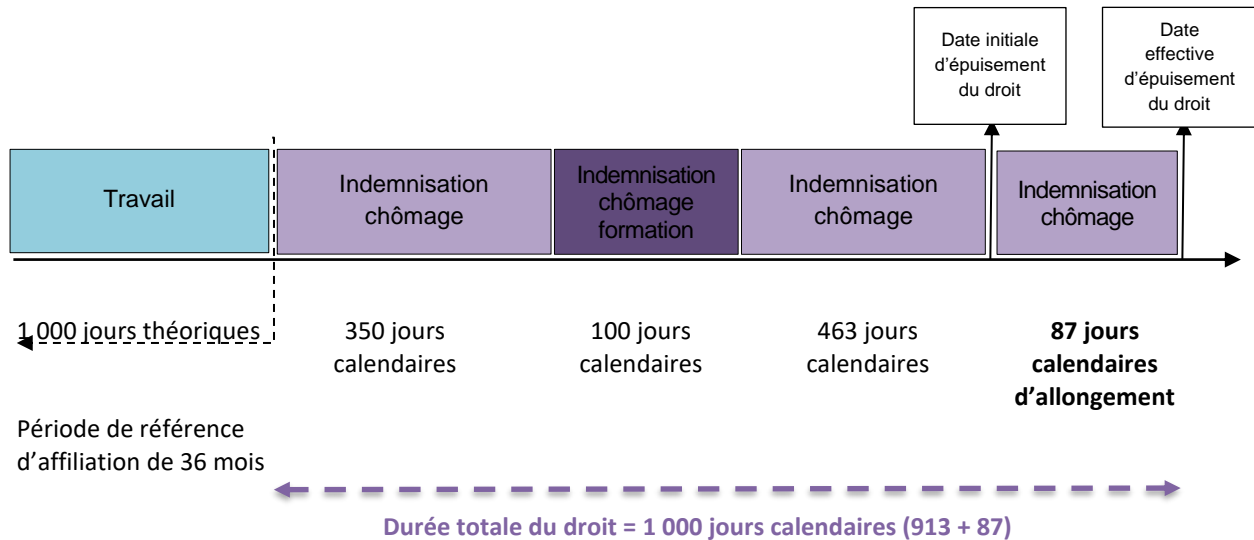 Date initiale
d'épuisement
du droit
Date
effective
d'épuisement
du droit
Travail
Indemnisation
chômage
Indemnisation
chômage
formation
Indemnisation
chômage
Indemnisation
chômage
1 000 jours théoriques
350 jours
calendaires
100 jours
calendaires
463 jours
calendaires
87 jours
calendaires
d'allongement
Période de référence
d'affiliation de 36 mois
Durée totale du droit = 1 000 jours calendaires (913 + 87)